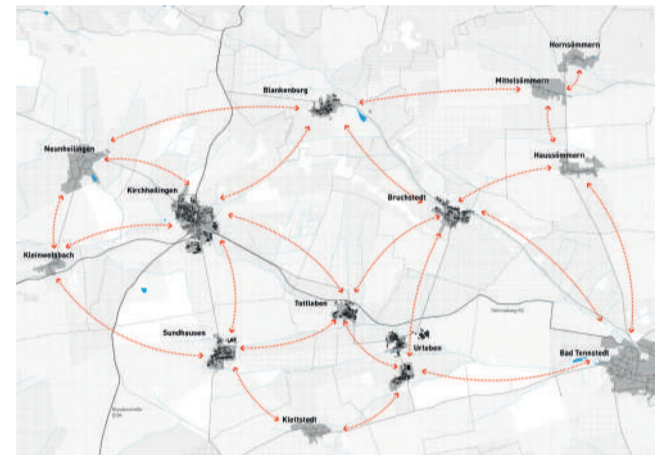 Hornsömmern
Mittelsömmern
Blankenburg
Neunheilingen
Haussömmern
Kirchheilingen
Bruchstedt
Kleinwelsbach
Tottleben
Sundhausen
Urleben
Bad Tennstedt
Klettstedt